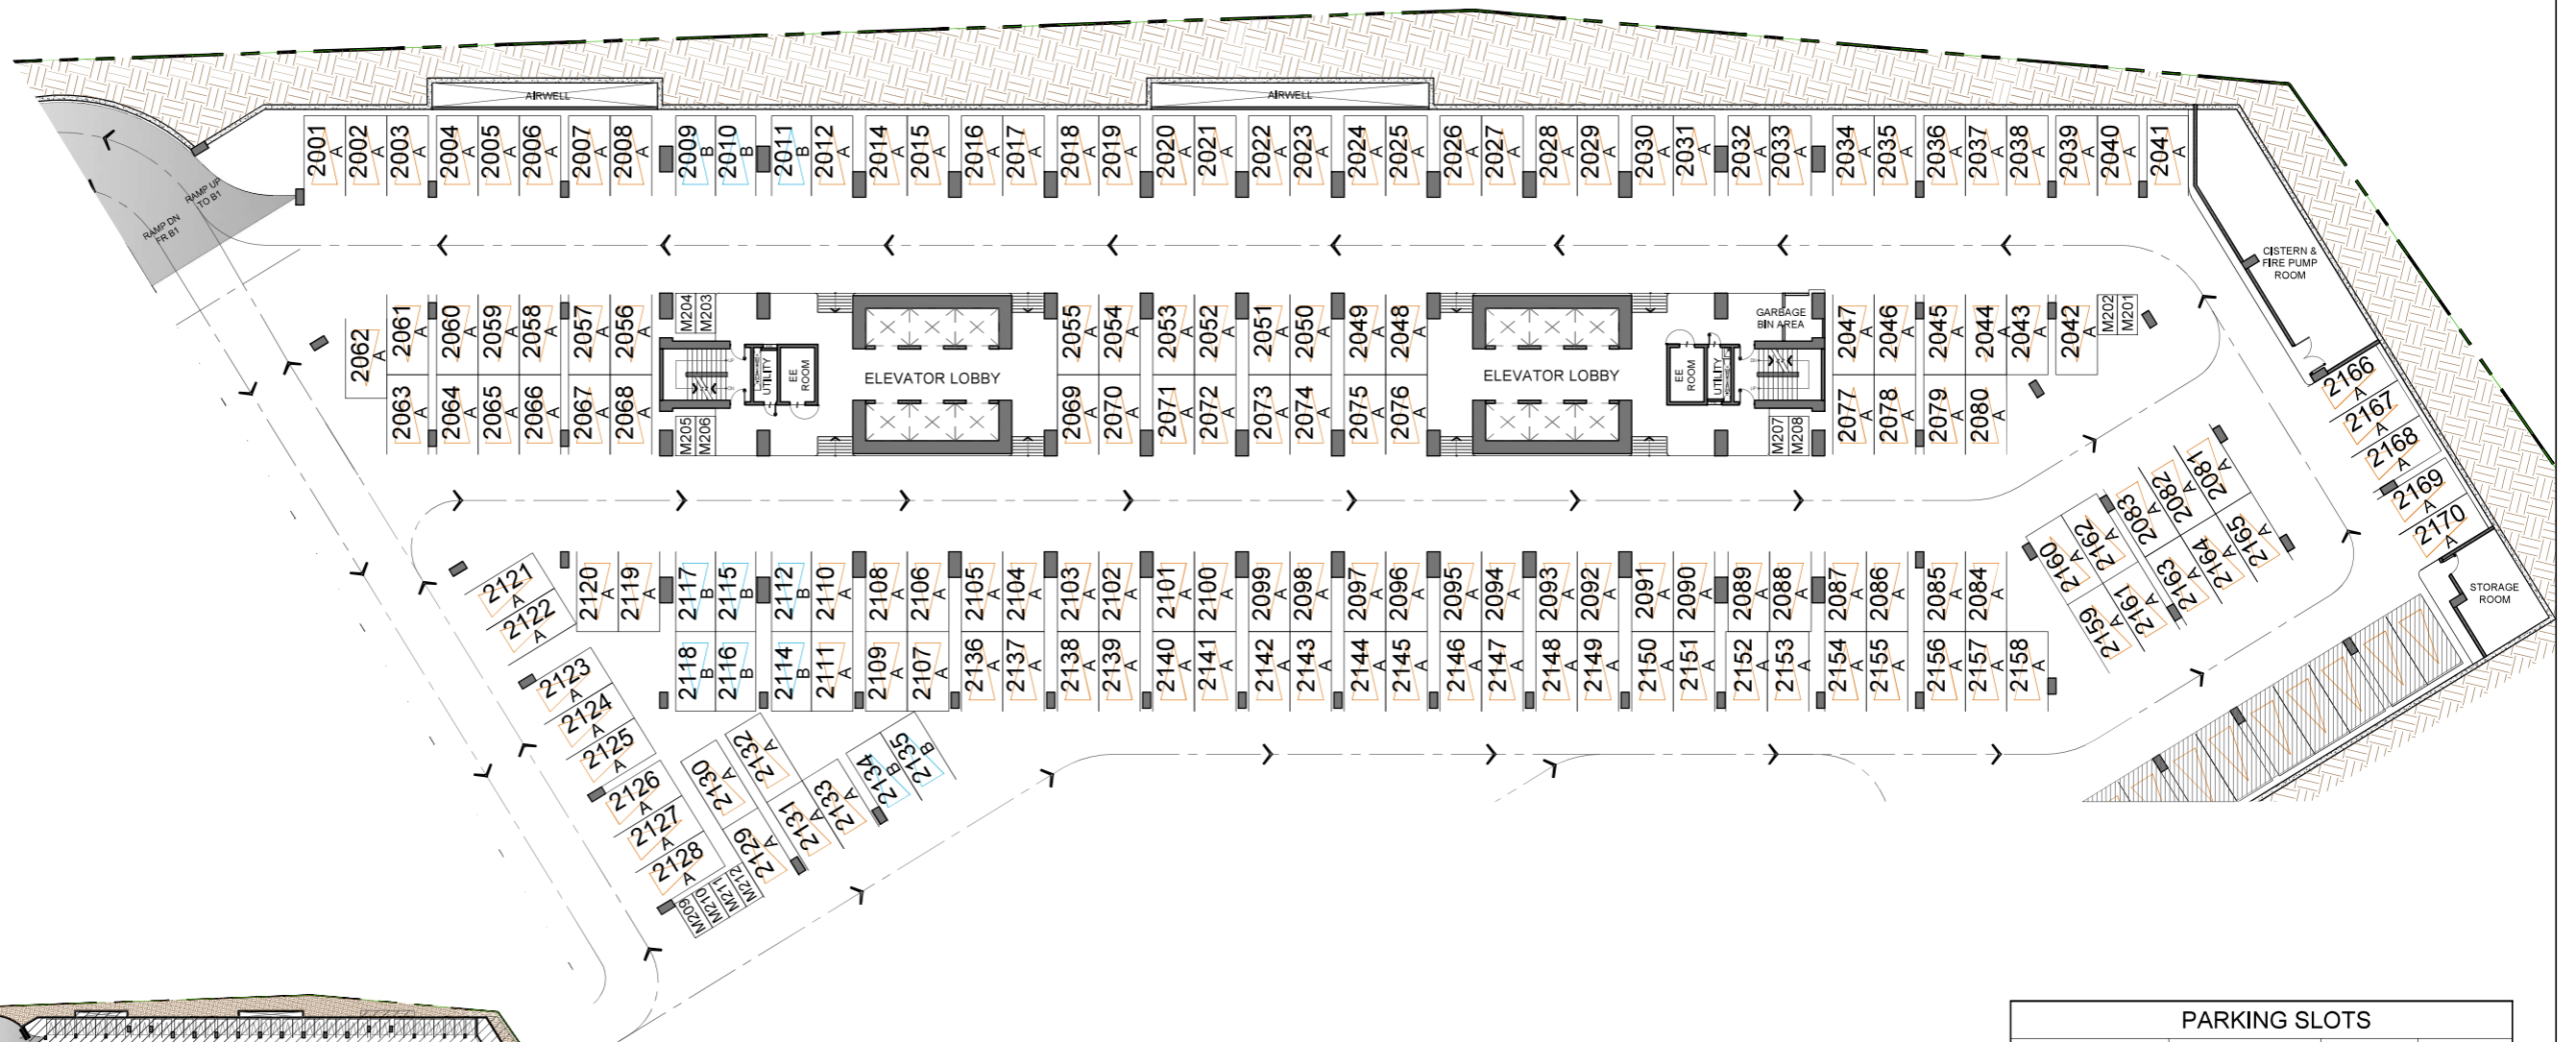 AIRWELL
AIRWELL
2001 A
2002 A
2003 A
2004 A
2005 A
2006 A
2007 A
2008 A
2009 B
2010 B
2011 B
2012 A
2014 A
2015 A
2016 A
2017 A
2018 A
2019 A
2020 A
2021 A
2022 A
2023 A
2024 A
2025 A
2026 A
2027 A
2028 A
2029 A
2030 A
2031 A
2032 A
2033 A
2034 A
2035 A
2036 A
2037 A
2038 A
2039 A
2040 A
2041 A
RAMP UP
TO B1
RAMP DN
FR B1
CISTERN &
FIRE PUMP
ROOM
2062 A
2061 A
2060 A
2059 A
2058 A
2057 A
2056 A
M204
M203
2055 A
2054 A
2053 A
2052 A
2051 A
2050 A
2049 A
2048 A
GARBAGE
BIN AREA
2047 A
2046 A
2045 A
2044 A
2043 A
2042 A
M202
M201
UTILITY
EE
ROOM
ELEVATOR LOBBY
ELEVATOR LOBBY
EE
ROOM
UTILITY
2063 A
2064 A
2065 A
2066 A
2067 A
2068 A
M205
M206
2069 A
2070 A
2071 A
2072 A
2073 A
2074 A
2075 A
2076 A
M207
M208
2077 A
2078 A
2079 A
2080 A
2166 A
2167 A
2168 A
2169 A
2170 A
2081 A
2082 A
2083 A
2162 A
2160 A
2165 A
2164 A
2163 A
2161 A
2159 A
STORAGE
ROOM
2121 A
2122 A
2120 A
2119 A
2117 B
2115 B
2112 B
2110 A
2108 A
2106 A
2105 A
2104 A
2103 A
2102 A
2101 A
2100 A
2099 A
2098 A
2097 A
2096 A
2095 A
2094 A
2093 A
2092 A
2091 A
2090 A
2089 A
2088 A
2087 A
2086 A
2085 A
2084 A
2118 B
2116 B
2114 B
2111 A
2109 A
2107 A
2136 A
2137 A
2138 A
2139 A
2140 A
2141 A
2142 A
2143 A
2144 A
2145 A
2146 A
2147 A
2148 A
2149 A
2150 A
2151 A
2152 A
2153 A
2154 A
2155 A
2156 A
2157 A
2158 A
2123 A
2124 A
2125 A
2126 A
2127 A
2128 A
2130 A
2132 A
2129 A
2131 A
2133 A
2134 B
2135 B
M209
M210
M211
M212
PARKING SLOTS